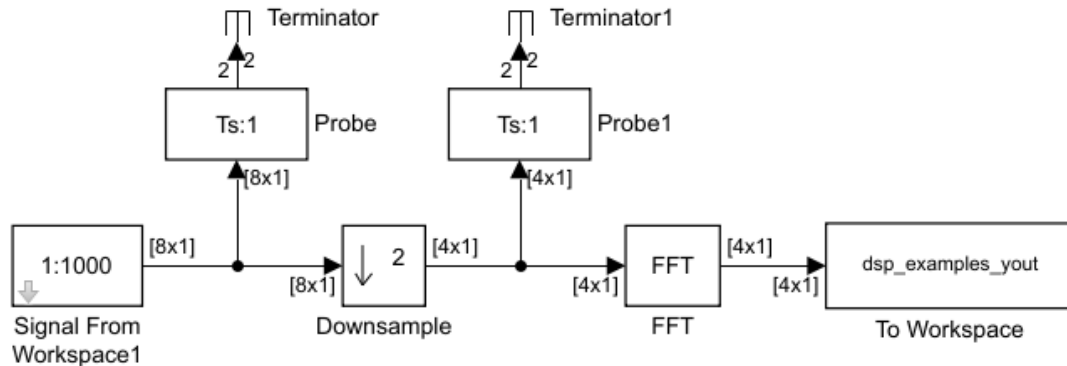 Terminator
Terminator1
2
2
2
2
Ts:1
Probe
Ts:1
Probe1
[8x1]
[4x1]
1:1000
[8x1]
[8x1]
2
[4x1]
[4x1]
FFT
[4x1]
[4x1]
dsp_examples_yout
Signal From
Workspace1
Downsample
FFT
To Workspace